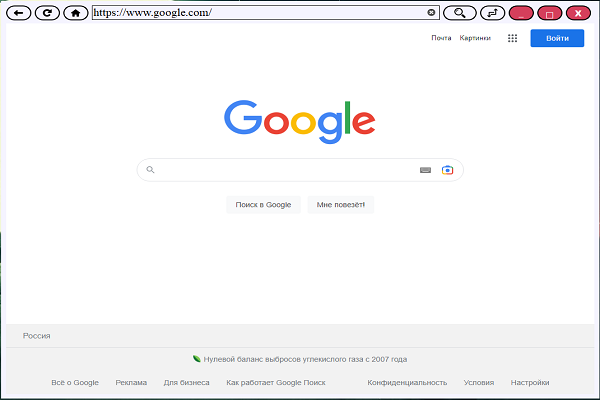 https://www.google.com/
Почта Картинки Войти
Google
Поиск в Google Мне повезёт!
Россия
Нулевой баланс выбросов углекислого газа с 2007 года
Всё о Google Реклама Для бизнеса Как работает Google Поиск Конфиденциальность Условия Настройки